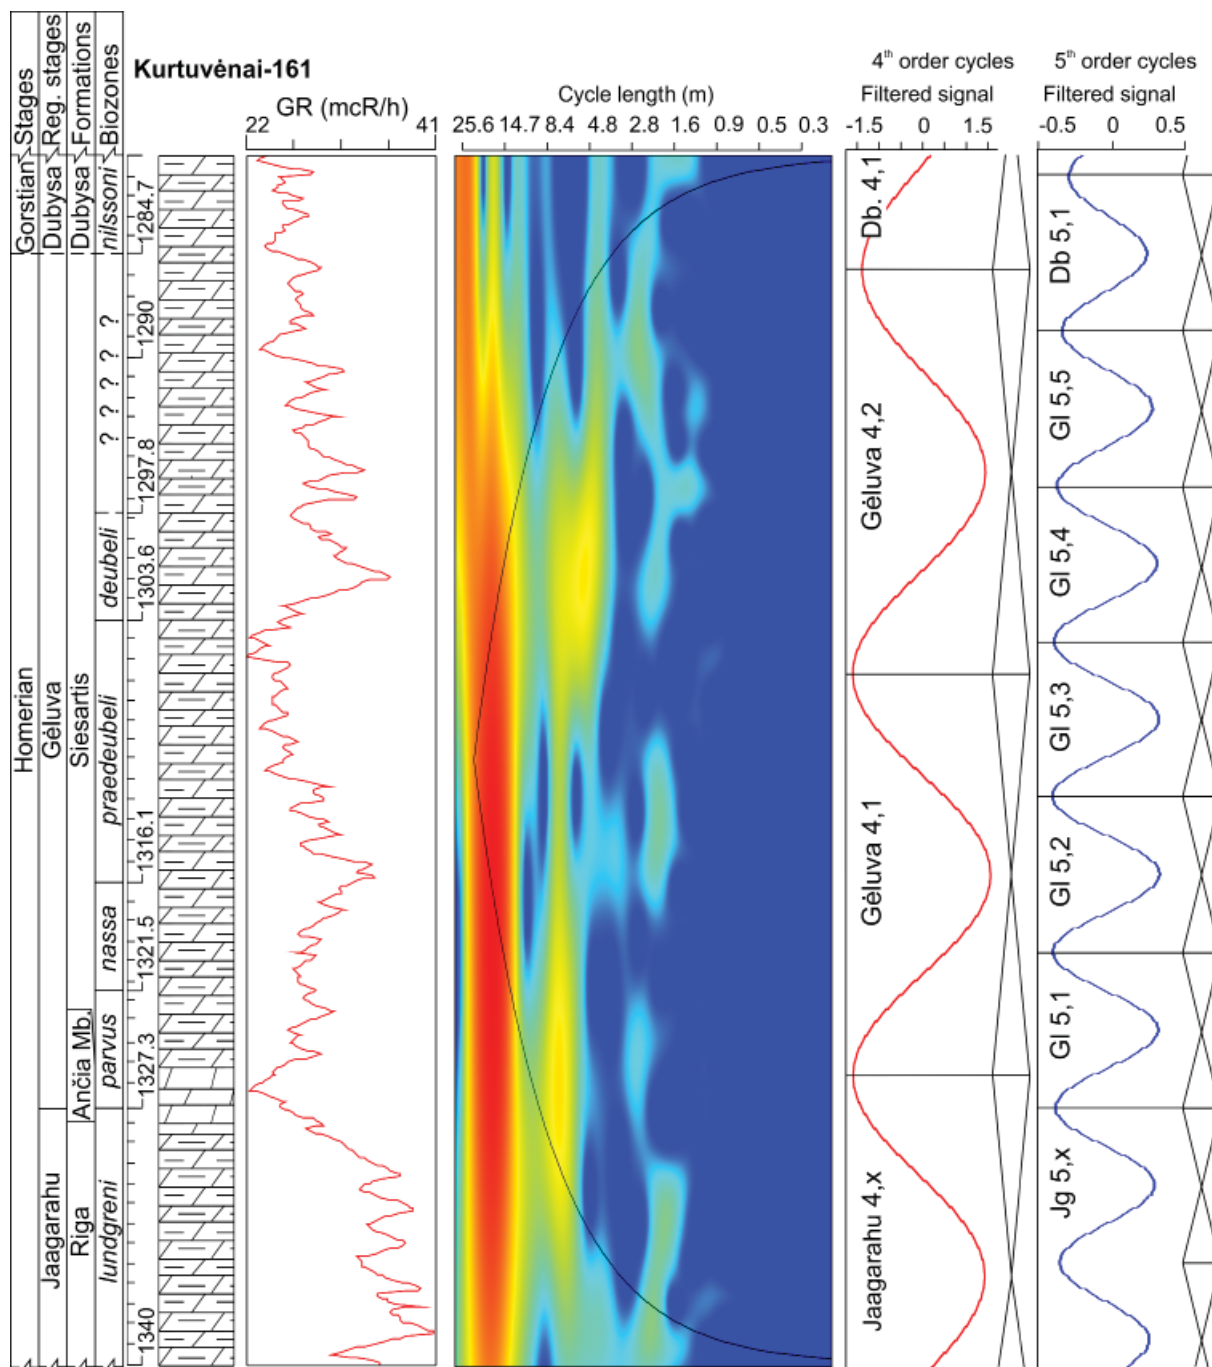 Kurtuvėnai-161
Stages
Reg. stages
Formations
Biozones
GR (mcR/h)
22
41
Cycle length (m)
25.6 14.7 8.4 4.8 2.8 1.6 0.9 0.5 0.3
4th order cycles
Filtered signal
-1.5 0 1.5
5th order cycles
Filtered signal
-0.5 0 0.5
Gorstian
Dubysa
Dubysa
nilssoni
1284.7
Db. 4,1
Db 5,1
? ? ? ?
1290
1297.8
Gėluva 4,2
Gl 5,5
Gl 5,4
deubeli
1303.6
Homerian
Gėluva
Siesartis
praedeubeli
1316.1
Gl 5,3
Gėluva 4,1
Gl 5,2
nassa
1321.5
Gl 5,1
Ančia Mb.
parvus
1327.3
Jaagarahu
Riga
lundgreni
1340
Jaagarahu 4,x
Jg 5,x